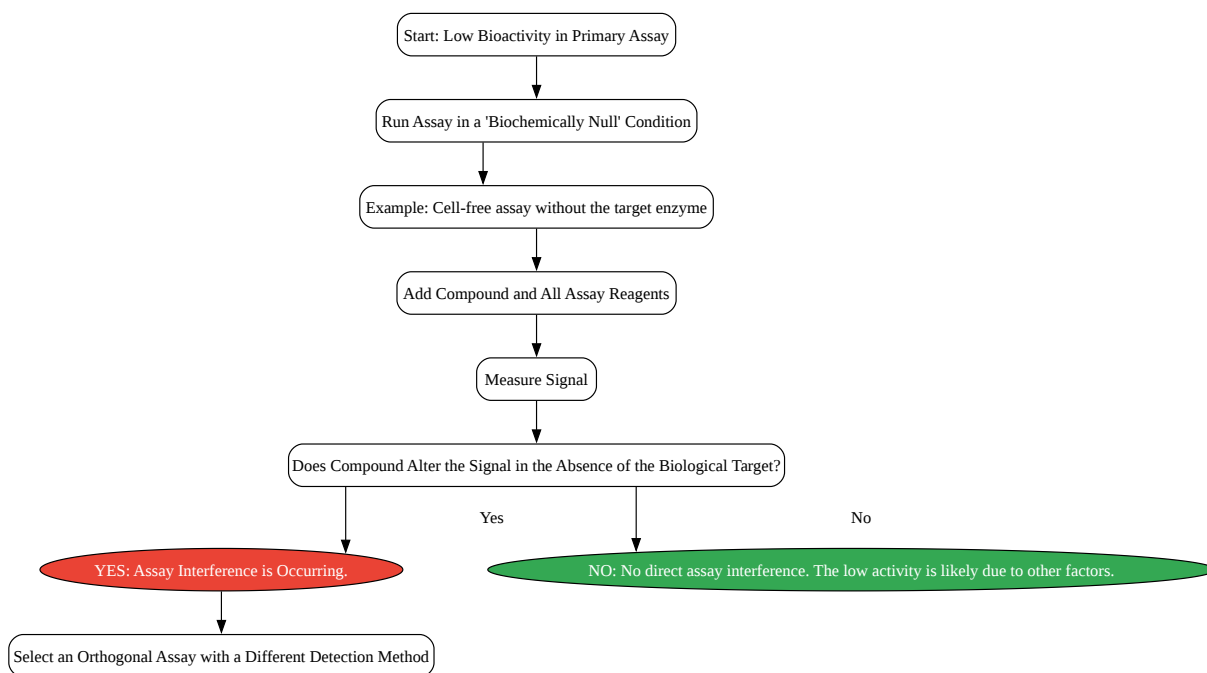 Start: Low Bioactivity in Primary Assay
Run Assay in a 'Biochemically Null' Condition
Example: Cell-free assay without the target enzyme
Add Compound and All Assay Reagents
Measure Signal
Does Compound Alter the Signal in the Absence of the Biological Target?
Yes
No
YES: Assay Interference is Occurring.
NO: No direct assay interference. The low activity is likely due to other factors.
Select an Orthogonal Assay with a Different Detection Method